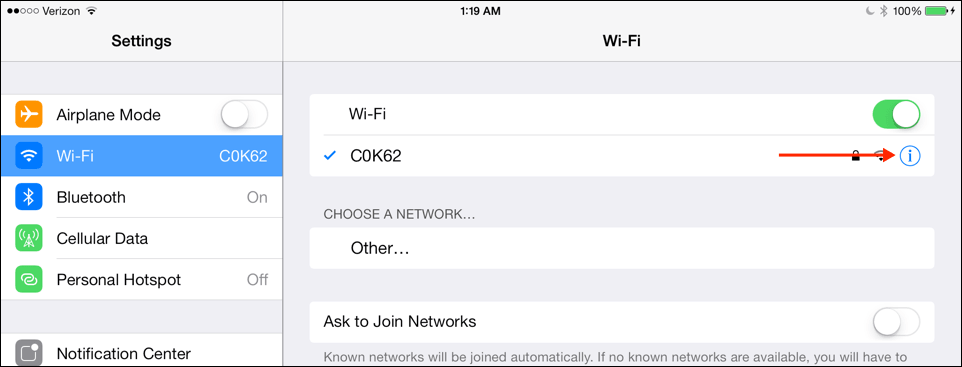 Verizon 1:19 AM 100%
Settings Wi-Fi
Airplane Mode
Wi-Fi C0K62
Bluetooth On
Cellular Data
Personal Hotspot Off
Notification Center
Wi-Fi
C0K62
CHOOSE A NETWORK...
Other...
Ask to Join Networks
Known networks will be joined automatically. If no known networks are available, you will have to